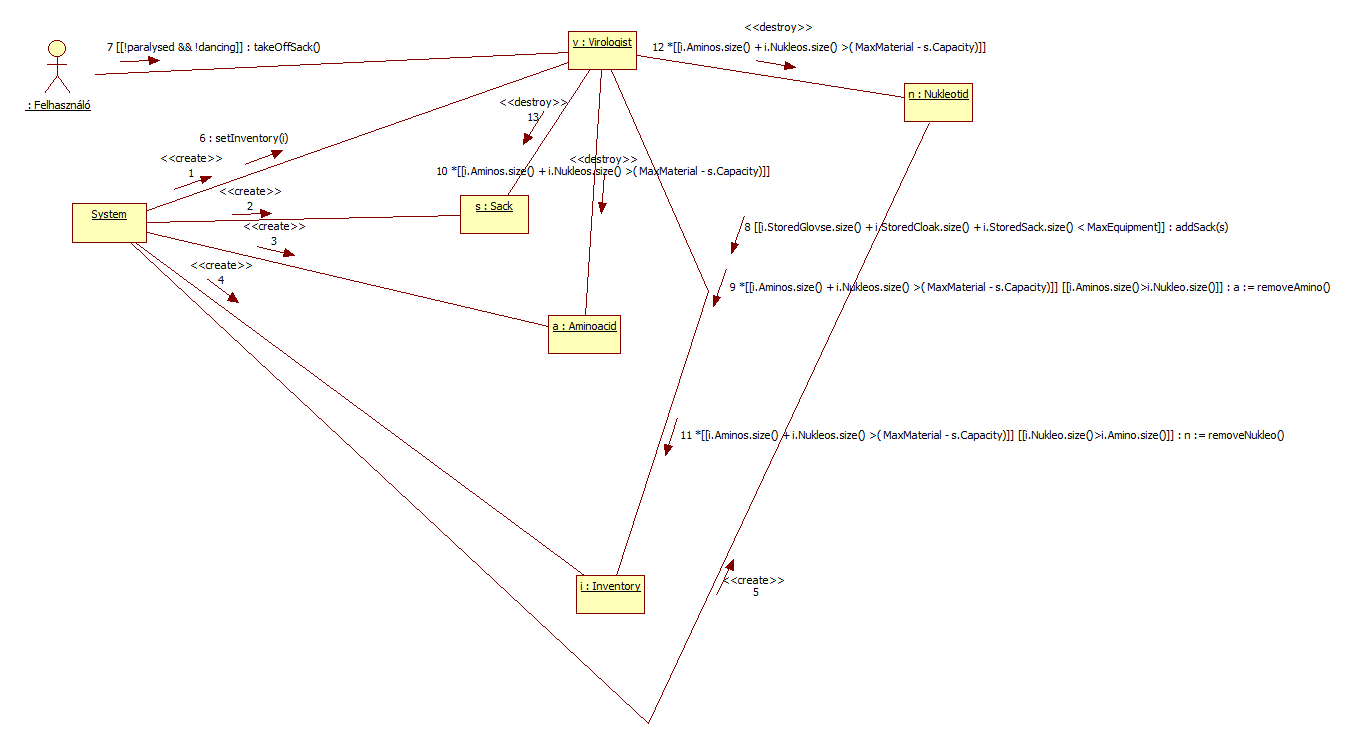 <<destroy>>
7 [[!paralysed && !dancing]] : takeOffSack()
v : Virologist
12 *[[i.Aminos.size() + i.Nukleos.size() >( MaxMaterial - s.Capacity)]]
: Felhasználó
n : Nukleotid
<<destroy>>
13
6 : setInventory(i)
<<create>>
1
<<destroy>>
10 *[[i.Aminos.size() + i.Nukleos.size() >( MaxMaterial - s.Capacity)]]
<<create>>
2
System
s : Sack
<<create>>
3
8 [[i.StoredGlovse.size() + i.StoredCloak.size() + i.StoredSack.size() < MaxEquipment]] : addSack(s)
<<create>>
4
9 *[[i.Aminos.size() + i.Nukleos.size() >( MaxMaterial - s.Capacity)]] [[i.Aminos.size()>i.Nukleo.size()]] : a := removeAmino()
a : Aminoacid
11 *[[i.Aminos.size() + i.Nukleos.size() >( MaxMaterial - s.Capacity)]] [[i.Nukleo.size()>i.Amino.size()]] : n := removeNukleo()
i : Inventory
<<create>>
5